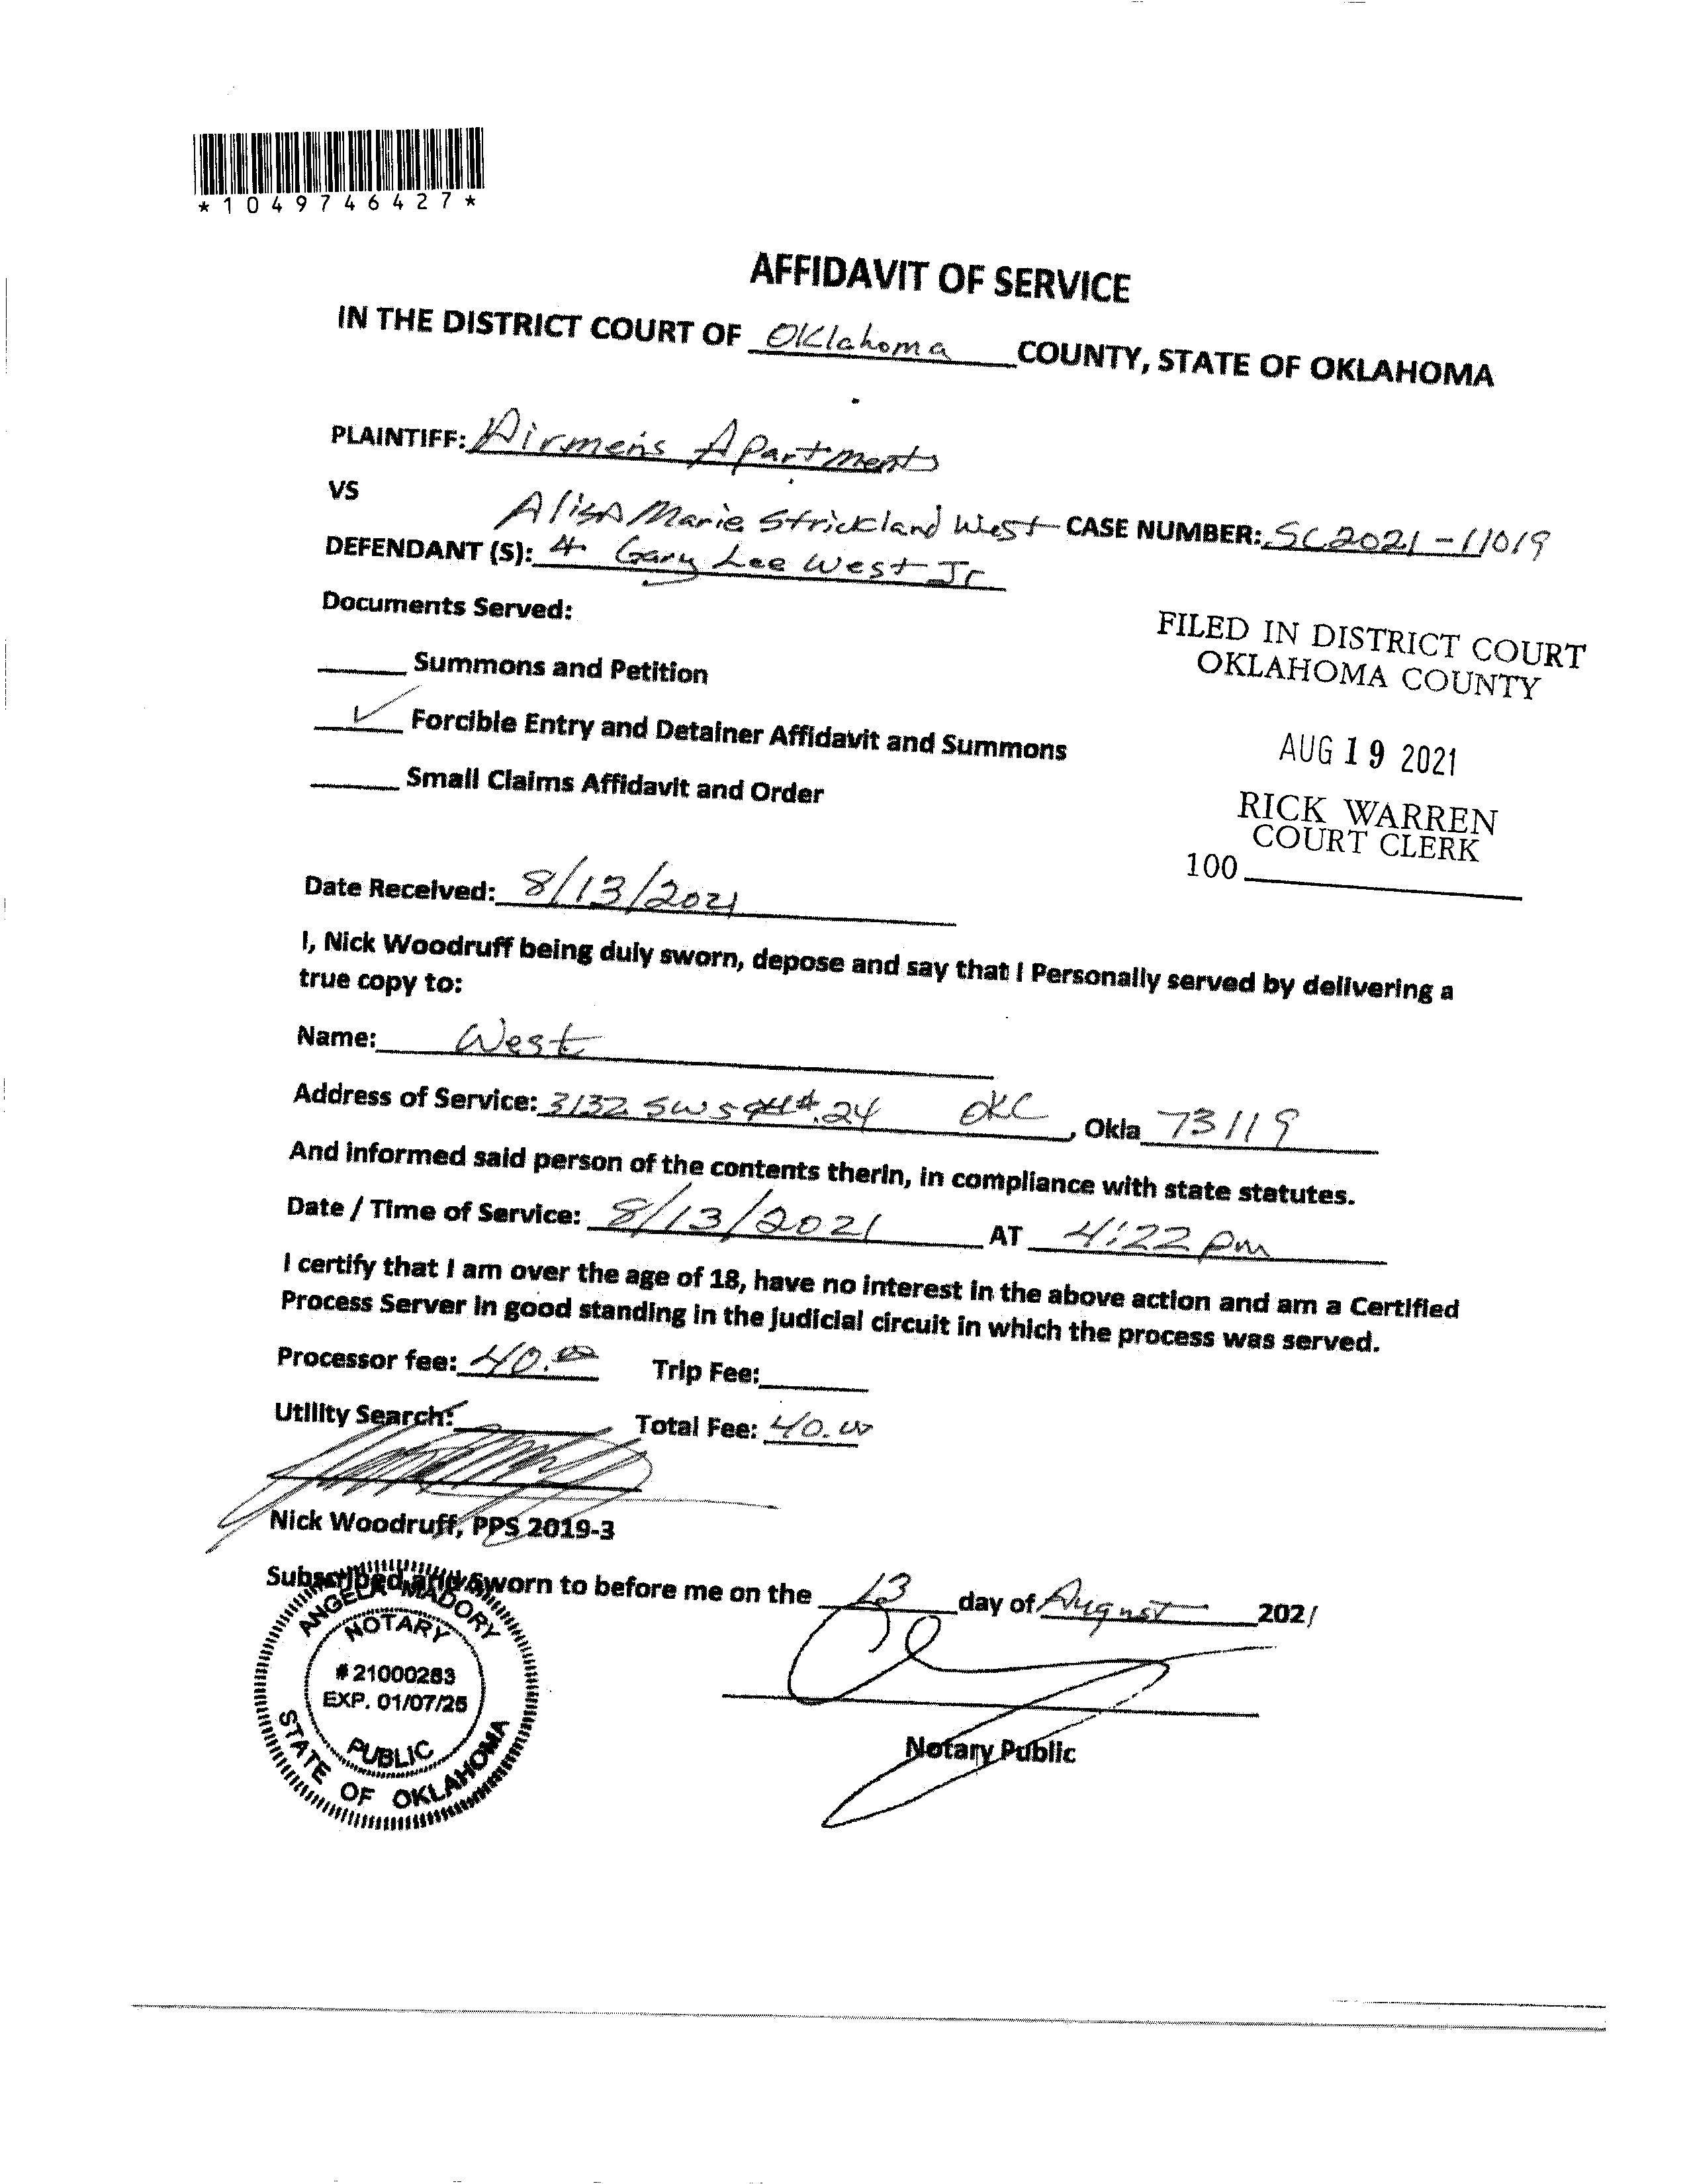 *1049746427*
AFFIDAVIT OF SERVICE
IN THE DISTRICT COURT OF Oklahoma COUNTY, STATE OF OKLAHOMA
PLAINTIFF: Airmens Apartments
VS
Alisa Marie Strickland West CASE NUMBER: SC2021-11019
DEFENDANT (S): & Gary Lee West Jr
Documents Served:
FILED IN DISTRICT COURT
OKLAHOMA COUNTY
Summons and Petition
✓ Forcible Entry and Detainer Affidavit and Summons
AUG 19 2021
Small Claims Affidavit and Order
RICK WARREN
COURT CLERK
100
Date Received: 8/13/2021
I, Nick Woodruff being duly sworn, depose and say that I Personally served by delivering a
true copy to:
Name: West
Address of Service: 3132 SW #24 OKC, Okla 73119
And informed said person of the contents therin, in compliance with state statutes.
Date / Time of Service: 8/13/2021 AT 4:22 pm
I certify that I am over the age of 18, have no interest in the above action and am a Certified
Process Server in good standing in the judicial circuit in which the process was served.
Processor fee: 40.00 Trip Fee:
Utility Search: Total Fee: 40.00
Nick Woodruff, PPS 2019-3
Subscribed and Sworn to before me on the 13 day of August 2021
ANGELA MADORY
NOTARY
# 21000283
EXP. 01/07/25
PUBLIC
STATE OF OKLAHOMA
Notary Public